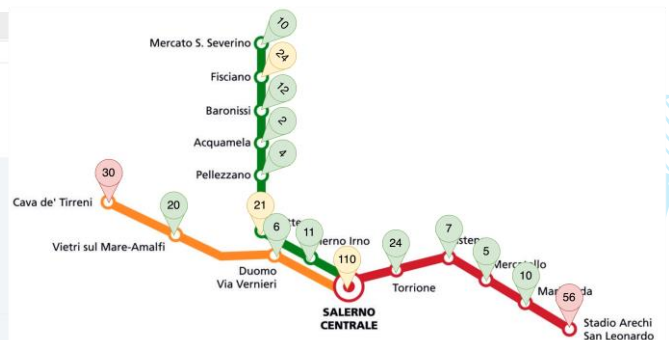 10
Mercato S. Severino
24
Fisciano
12
Baronissi
2
Acquamela
4
Pellezzano
30
Cava de' Tirreni
20
Vietri sul Mare-Amalfi
21
6
Duomo
Via Vernieri
11
Irno
110
SALERNO
CENTRALE
24
Torrione
7
5
10
56
Stadio Arechi
San Leonardo